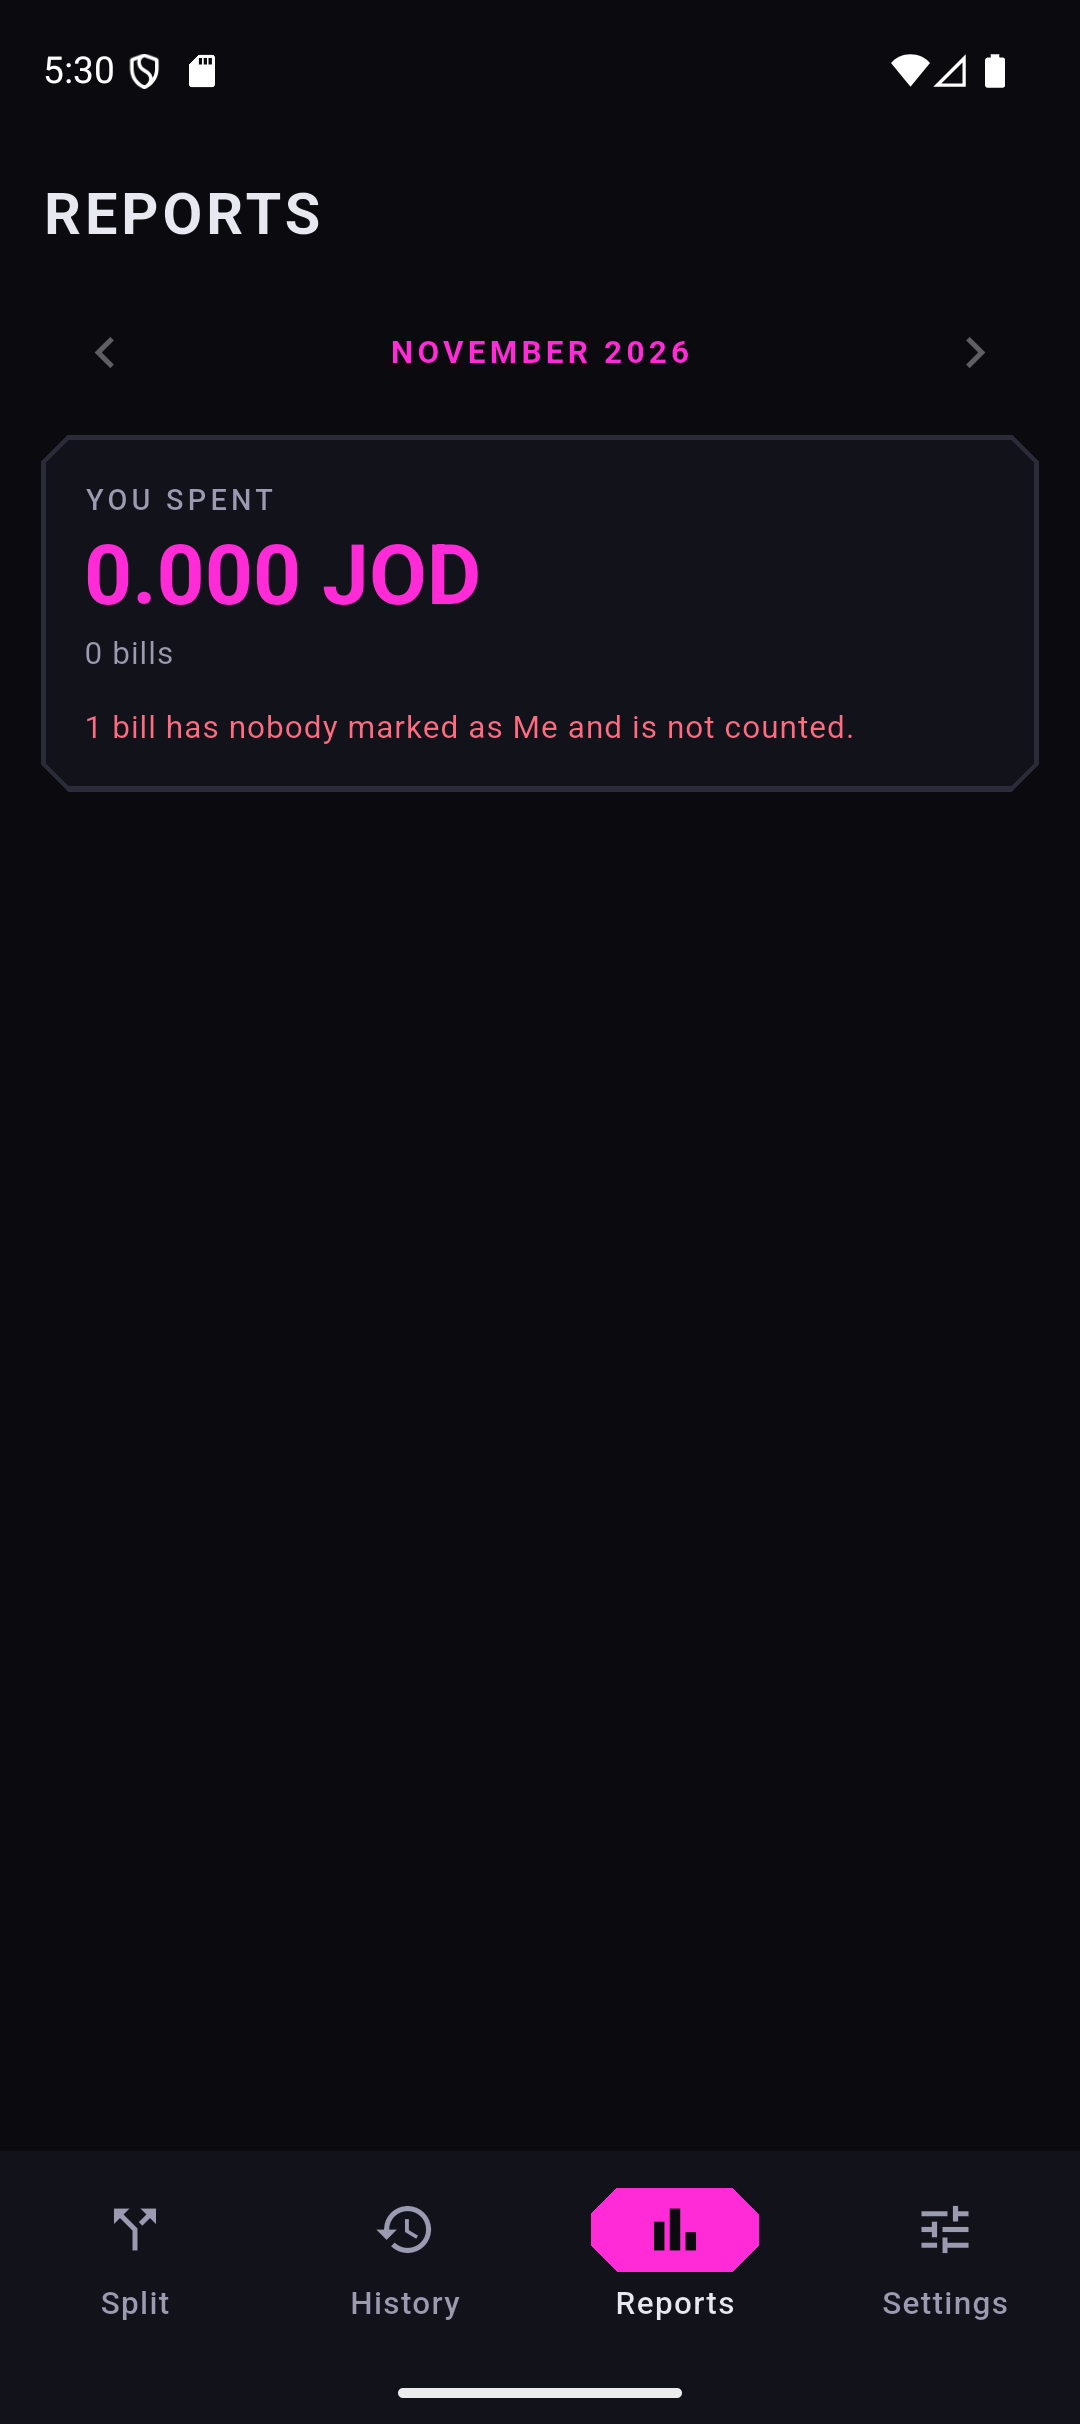 5:30
REPORTS
NOVEMBER 2026
YOU SPENT
0.000 JOD
0 bills
1 bill has nobody marked as Me and is not counted.
Split
History
Reports
Settings